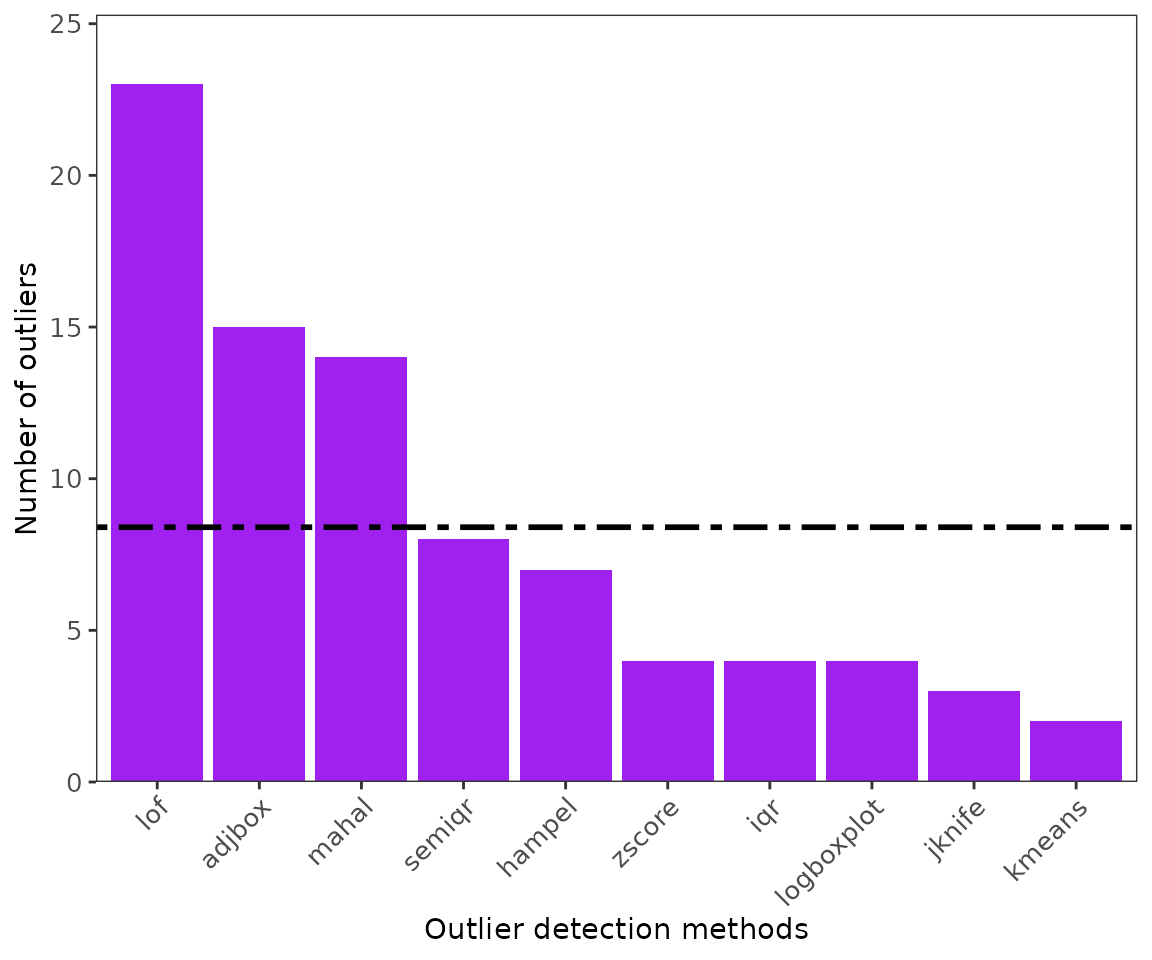 Number of outliers
25
20
15
10
5
0
lof
adjbox
mahal
semiqr
hampel
zscore
iqr
logboxplot
jknife
kmeans
Outlier detection methods